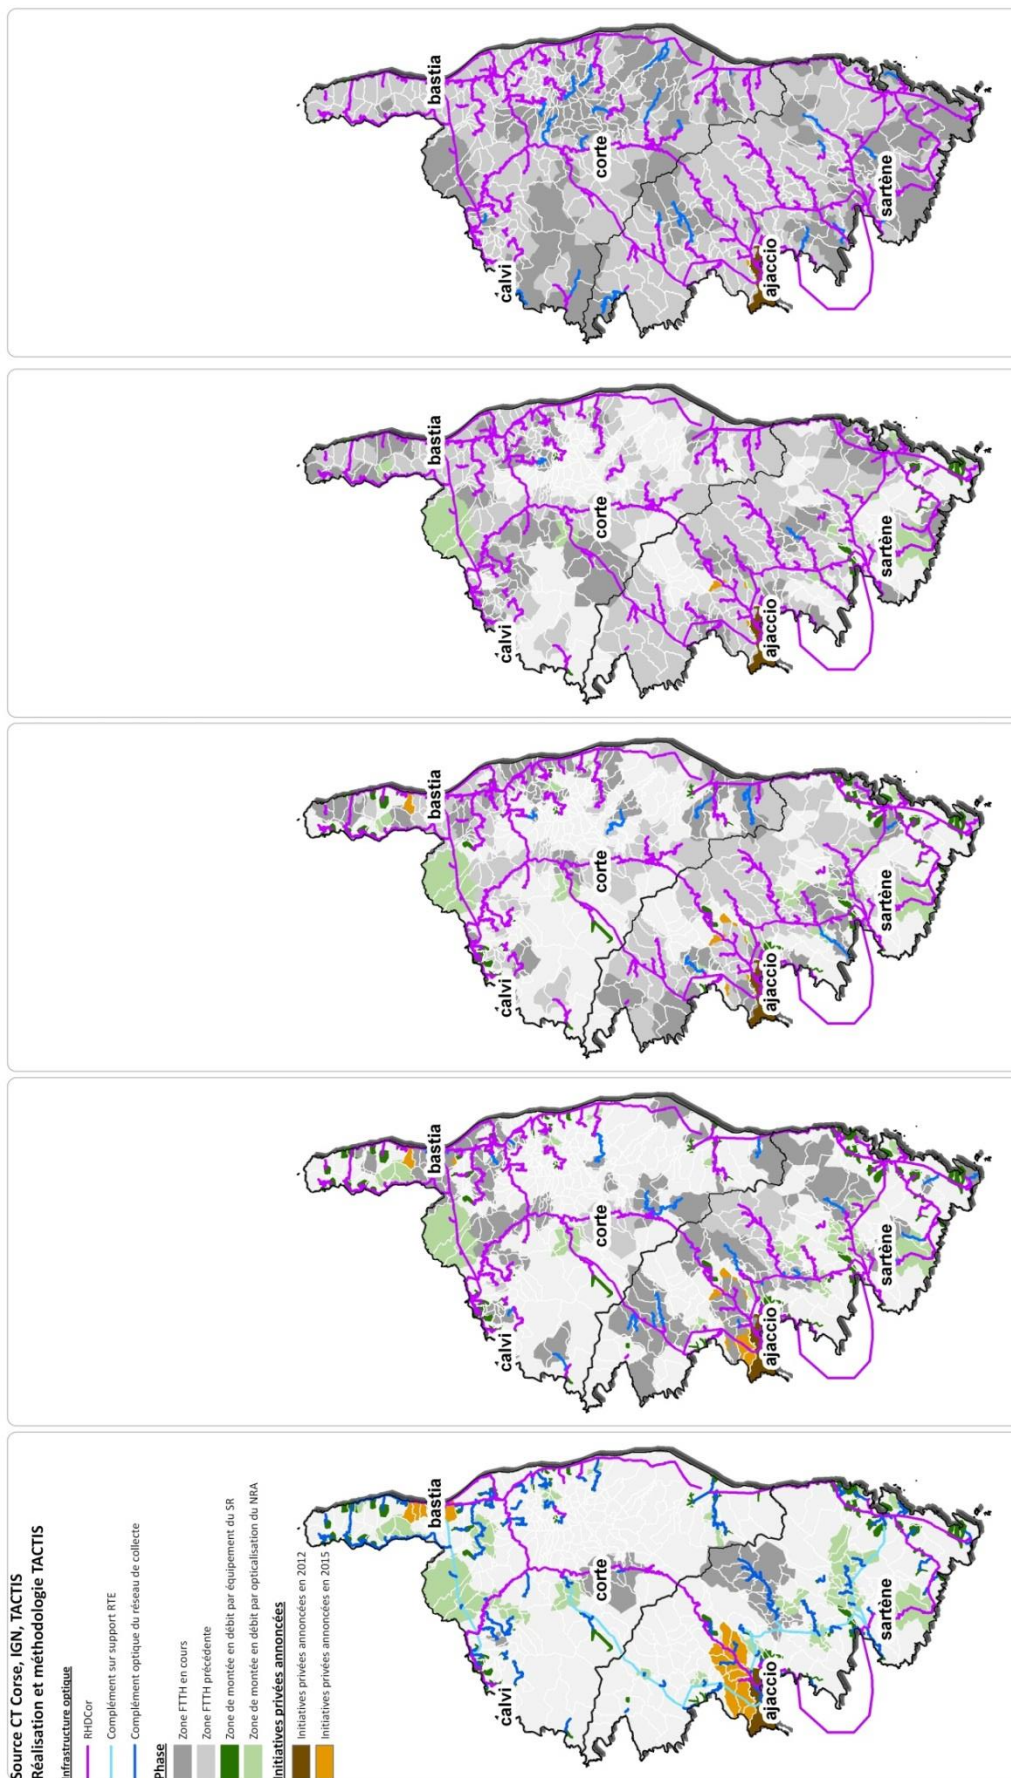 Source CT Corse, IGN, TACTIS
Réalisation et méthodologie TACTIS
Infrastructure optique
RHDCor
Complément sur support RTE
Complément optique du réseau de collecte
Phase
Zone FTTH en cours
Zone FTTH précédente
Zone de montée en débit par équipement du SR
Zone de montée en débit par opticalisation du NRA
Initiatives privées annoncées
Initiatives privées annoncées en 2012
Initiatives privées annoncées en 2015
bastia
calvi
corte
ajaccio
sartène
bastia
calvi
corte
ajaccio
sartène
bastia
calvi
corte
ajaccio
sartène
bastia
calvi
corte
ajaccio
sartène
bastia
calvi
corte
ajaccio
sartène